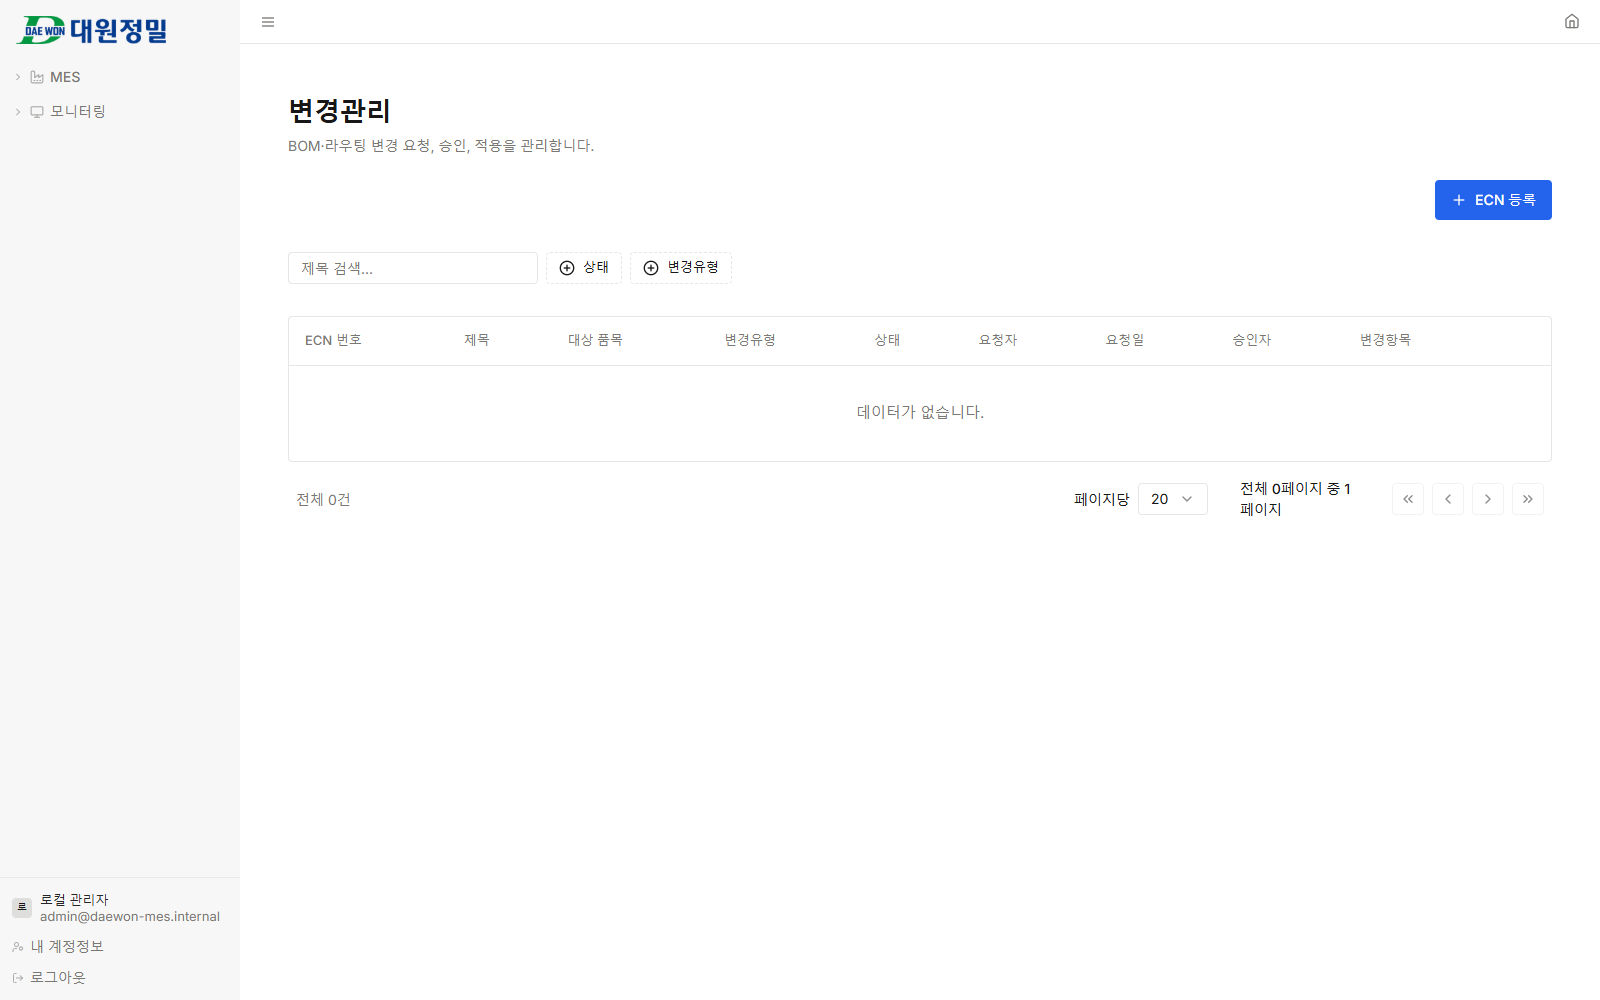 DAE WON 대원정밀
MES
모니터링
변경관리
BOM·라우팅 변경 요청, 승인, 적용을 관리합니다.
ECN 등록
제목 검색...
상태
변경유형
ECN 번호 제목 대상 품목 변경유형 상태 요청자 요청일 승인자 변경항목
데이터가 없습니다.
전체 0건
페이지당 20
전체 0페이지 중 1
페이지
로
로컬 관리자
admin@daewon-mes.internal
내 계정정보
로그아웃